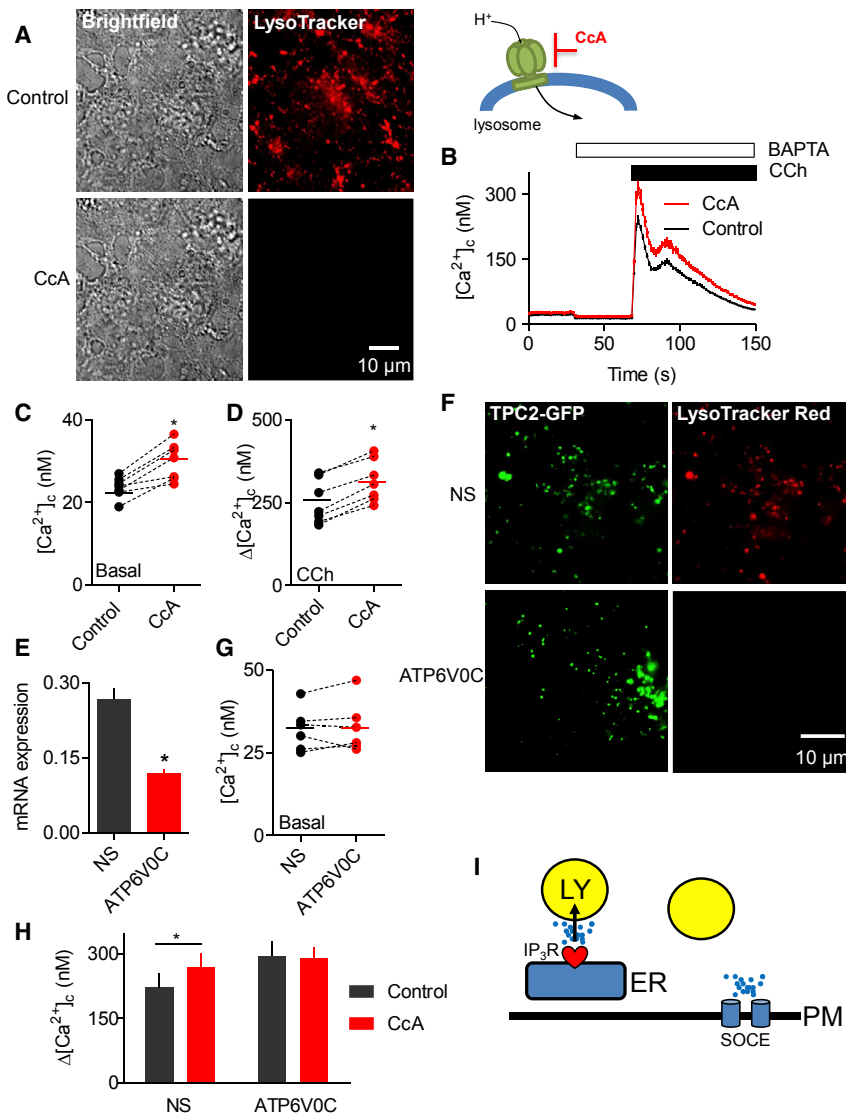 A
Brightfield
LysoTracker
Control
CcA
10 µm
H⁺
CcA
lysosome
B
BAPTA
CCh
350
175
0
[Ca²⁺]c (nM)
CcA
Control
0
50
100
150
Time (s)
C
40
20
0
[Ca²⁺]c (nM)
*
Basal
Control
CcA
D
500
250
0
Δ[Ca²⁺]c (nM)
*
CCh
Control
CcA
E
0.30
0.15
0.00
mRNA expression
*
NS
ATP6V0C
G
50
25
0
[Ca²⁺]c (nM)
Basal
NS
ATP6V0C
F
TPC2-GFP
LysoTracker Red
NS
ATP6V0C
10 µm
H
300
150
0
Δ[Ca²⁺]c (nM)
*
NS
ATP6V0C
Control
CcA
I
LY
IP₃R
ER
PM
SOCE